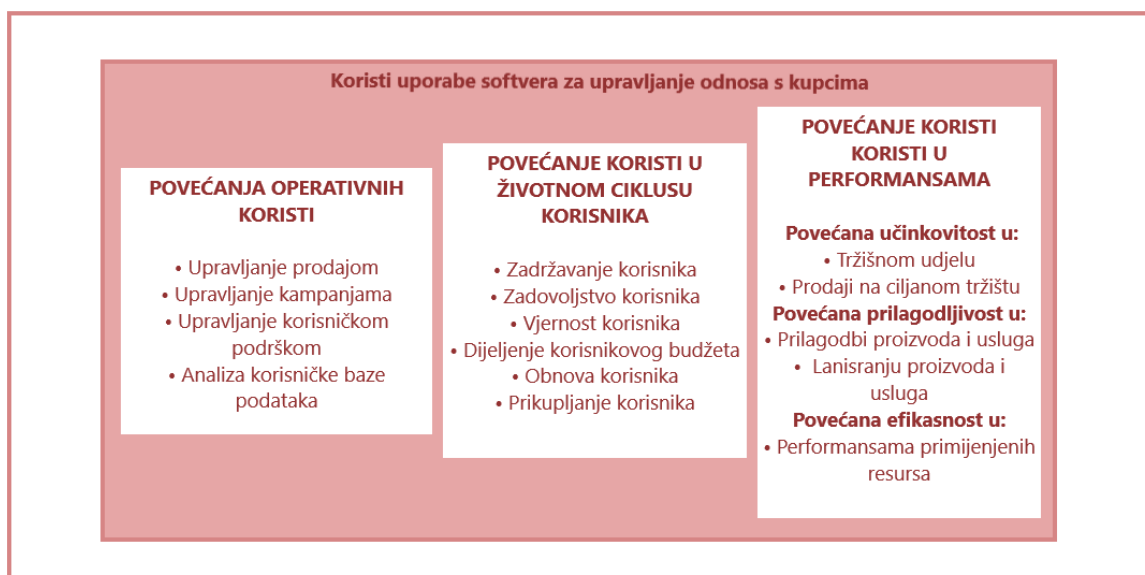 Koristi uporabe softvera za upravljanje odnosa s kupcima
POVEĆANJA OPERATIVNIH
KORISTI
• Upravljanje prodajom
• Upravljanje kampanjama
• Upravljanje korisničkom
podrškom
• Analiza korisničke baze
podataka
POVEĆANJE KORISTI U
ŽIVOTNOM CIKLUSU
KORISNIKA
• Zadržavanje korisnika
• Zadovoljstvo korisnika
• Vjernost korisnika
• Dijeljenje korisnikovog budžeta
• Obnova korisnika
• Prikupljanje korisnika
POVEĆANJE KORISTI
KORISTI U
PERFORMANSAMA
Povećana učinkovitost u:
• Tržišnom udjelu
• Prodaji na ciljanom tržištu
Povećana prilagodljivost u:
• Prilagodbi proizvoda i usluga
• Lanisranju proizvoda i
usluga
Povećana efikasnost u:
• Performansama primijenjenih
resursa